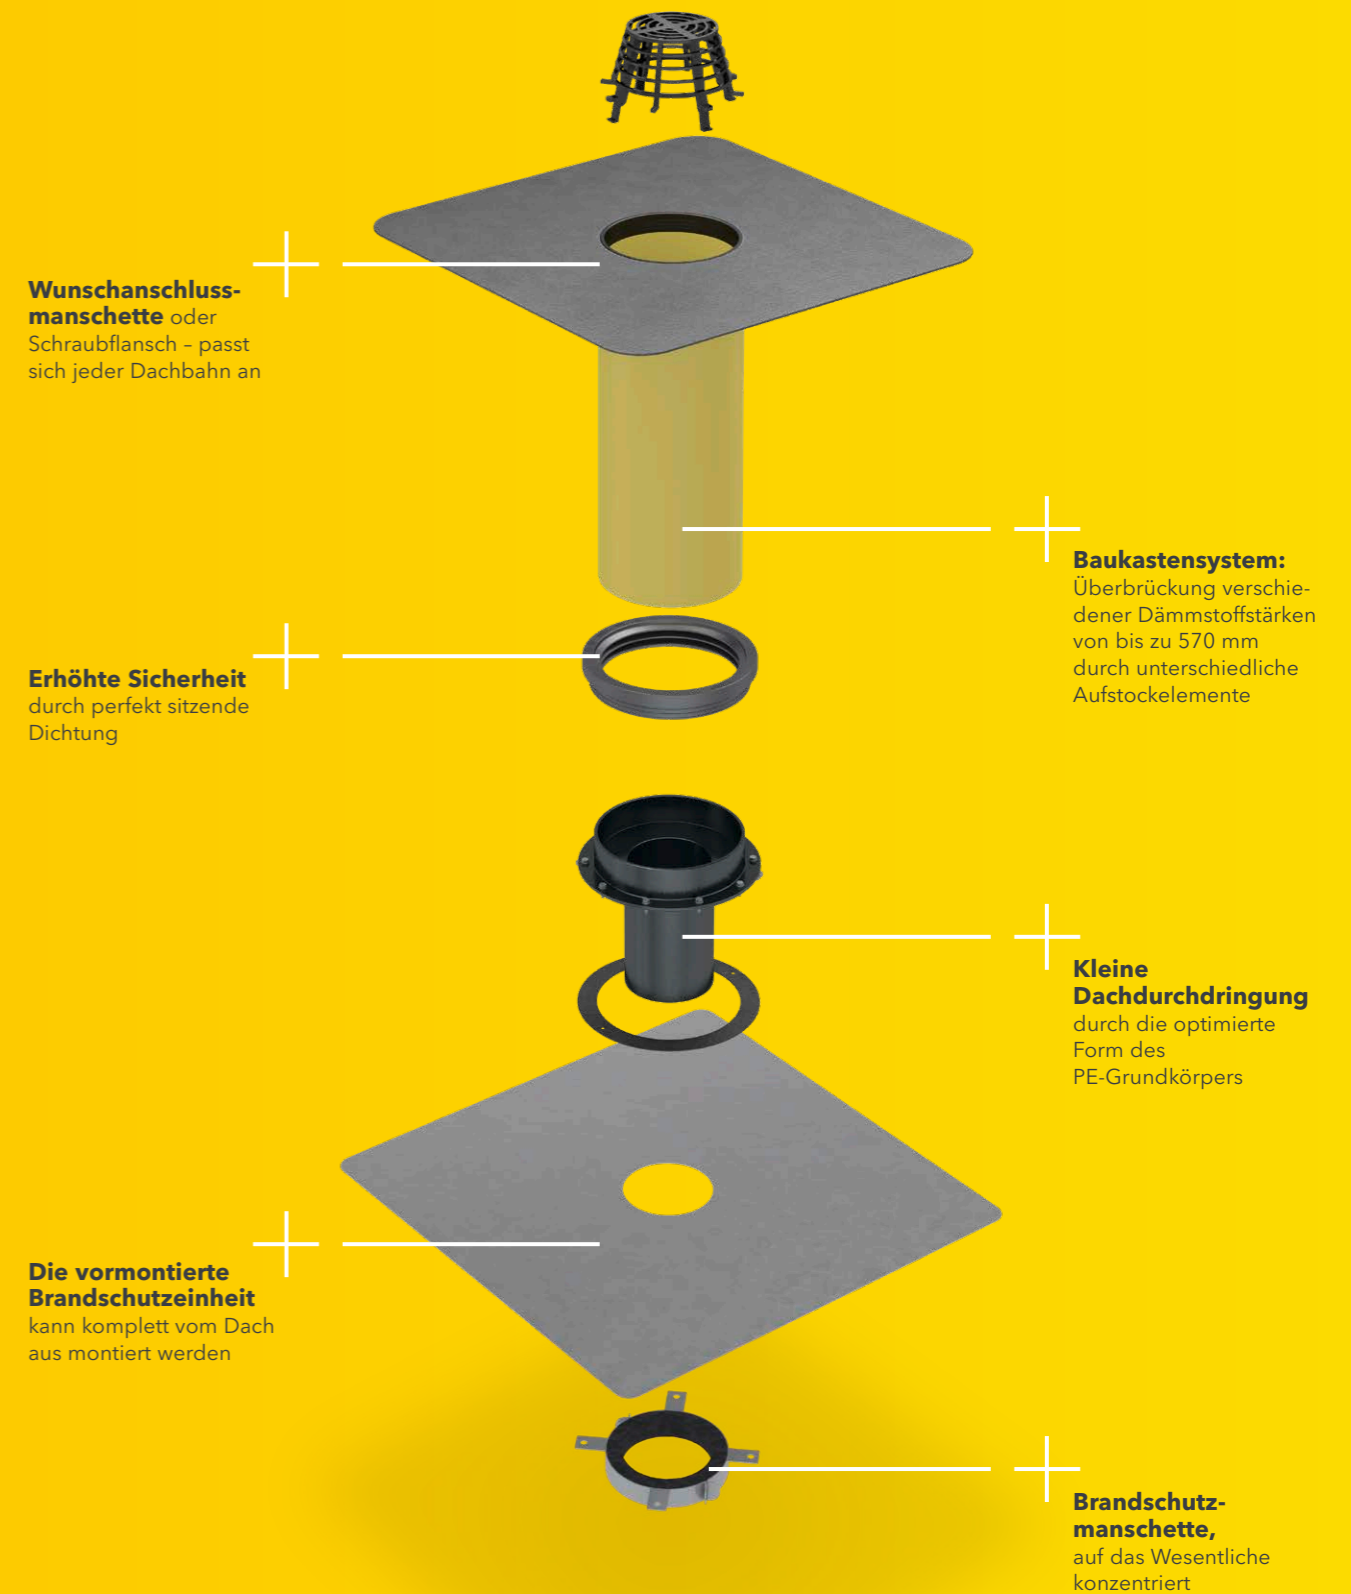 Wunschanschluss-
manschette oder
Schraubflansch – passt
sich jeder Dachbahn an
Baukastensystem:
Überbrückung verschie-
dener Dämmstoffstärken
von bis zu 570 mm
durch unterschiedliche
Aufstockelemente
Erhöhte Sicherheit
durch perfekt sitzende
Dichtung
Kleine
Dachdurchdringung
durch die optimierte
Form des
PE-Grundkörpers
Die vormontierte
Brandschutzeinheit
kann komplett vom Dach
aus montiert werden
Brandschutz-
manschette,
auf das Wesentliche
konzentriert